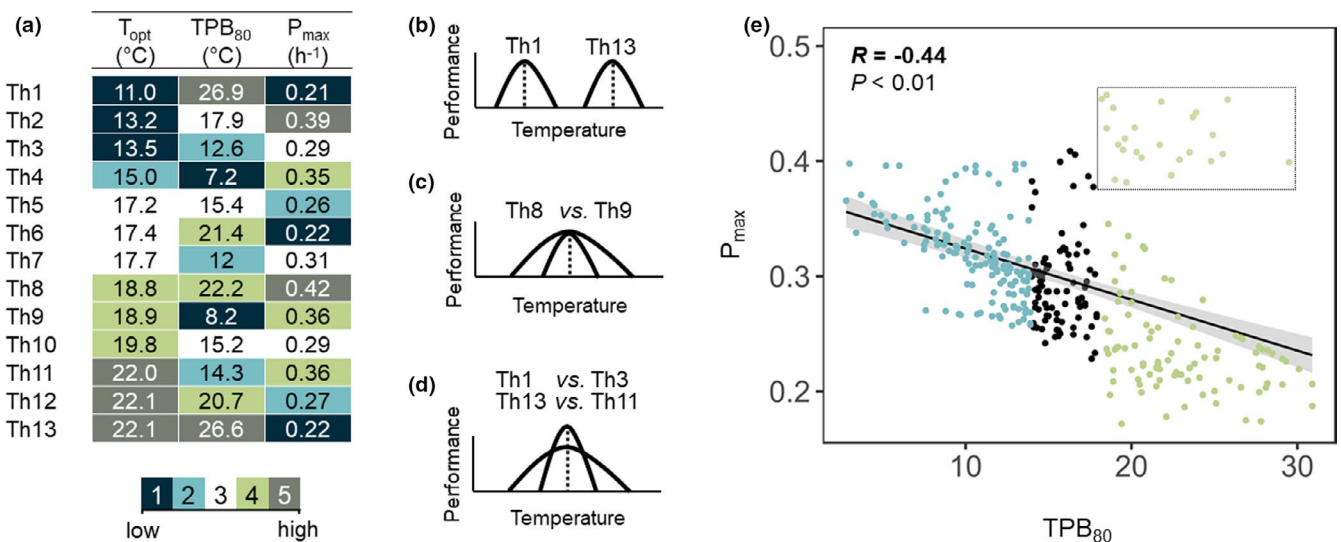 (a)
T_opt TPB_80 P_max
(°C) (°C) (h^-1)
Th1 11.0 26.9 0.21
Th2 13.2 17.9 0.39
Th3 13.5 12.6 0.29
Th4 15.0 7.2 0.35
Th5 17.2 15.4 0.26
Th6 17.4 21.4 0.22
Th7 17.7 12 0.31
Th8 18.8 22.2 0.42
Th9 18.9 8.2 0.36
Th10 19.8 15.2 0.29
Th11 22.0 14.3 0.36
Th12 22.1 20.7 0.27
Th13 22.1 26.6 0.22
1 2 3 4 5
low high
(b)
Th1 Th13
Performance
Temperature
(c)
Th8 vs. Th9
Performance
Temperature
(d)
Th1 vs. Th3
Th13 vs. Th11
Performance
Temperature
(e)
R = -0.44
P < 0.01
P_max
0.5
0.4
0.3
0.2
10 20 30
TPB_80